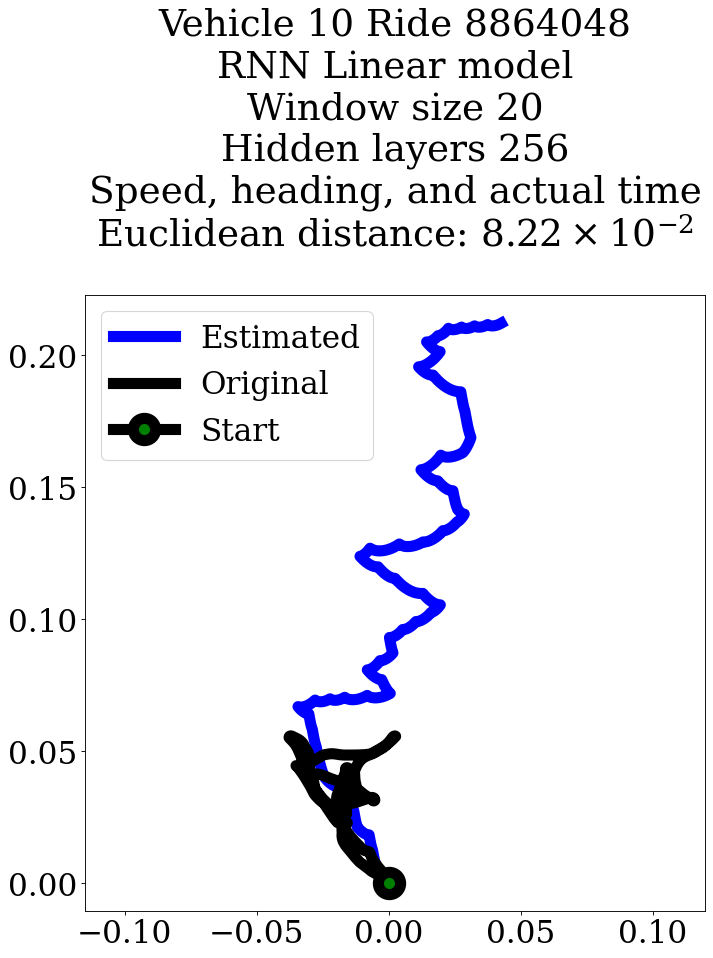 Vehicle 10 Ride 8864048
RNN Linear model
Window size 20
Hidden layers 256
Speed, heading, and actual time
Euclidean distance: 8.22 × 10⁻²
Estimated
Original
Start
0.20
0.15
0.10
0.05
0.00
−0.10 −0.05 0.00 0.05 0.10